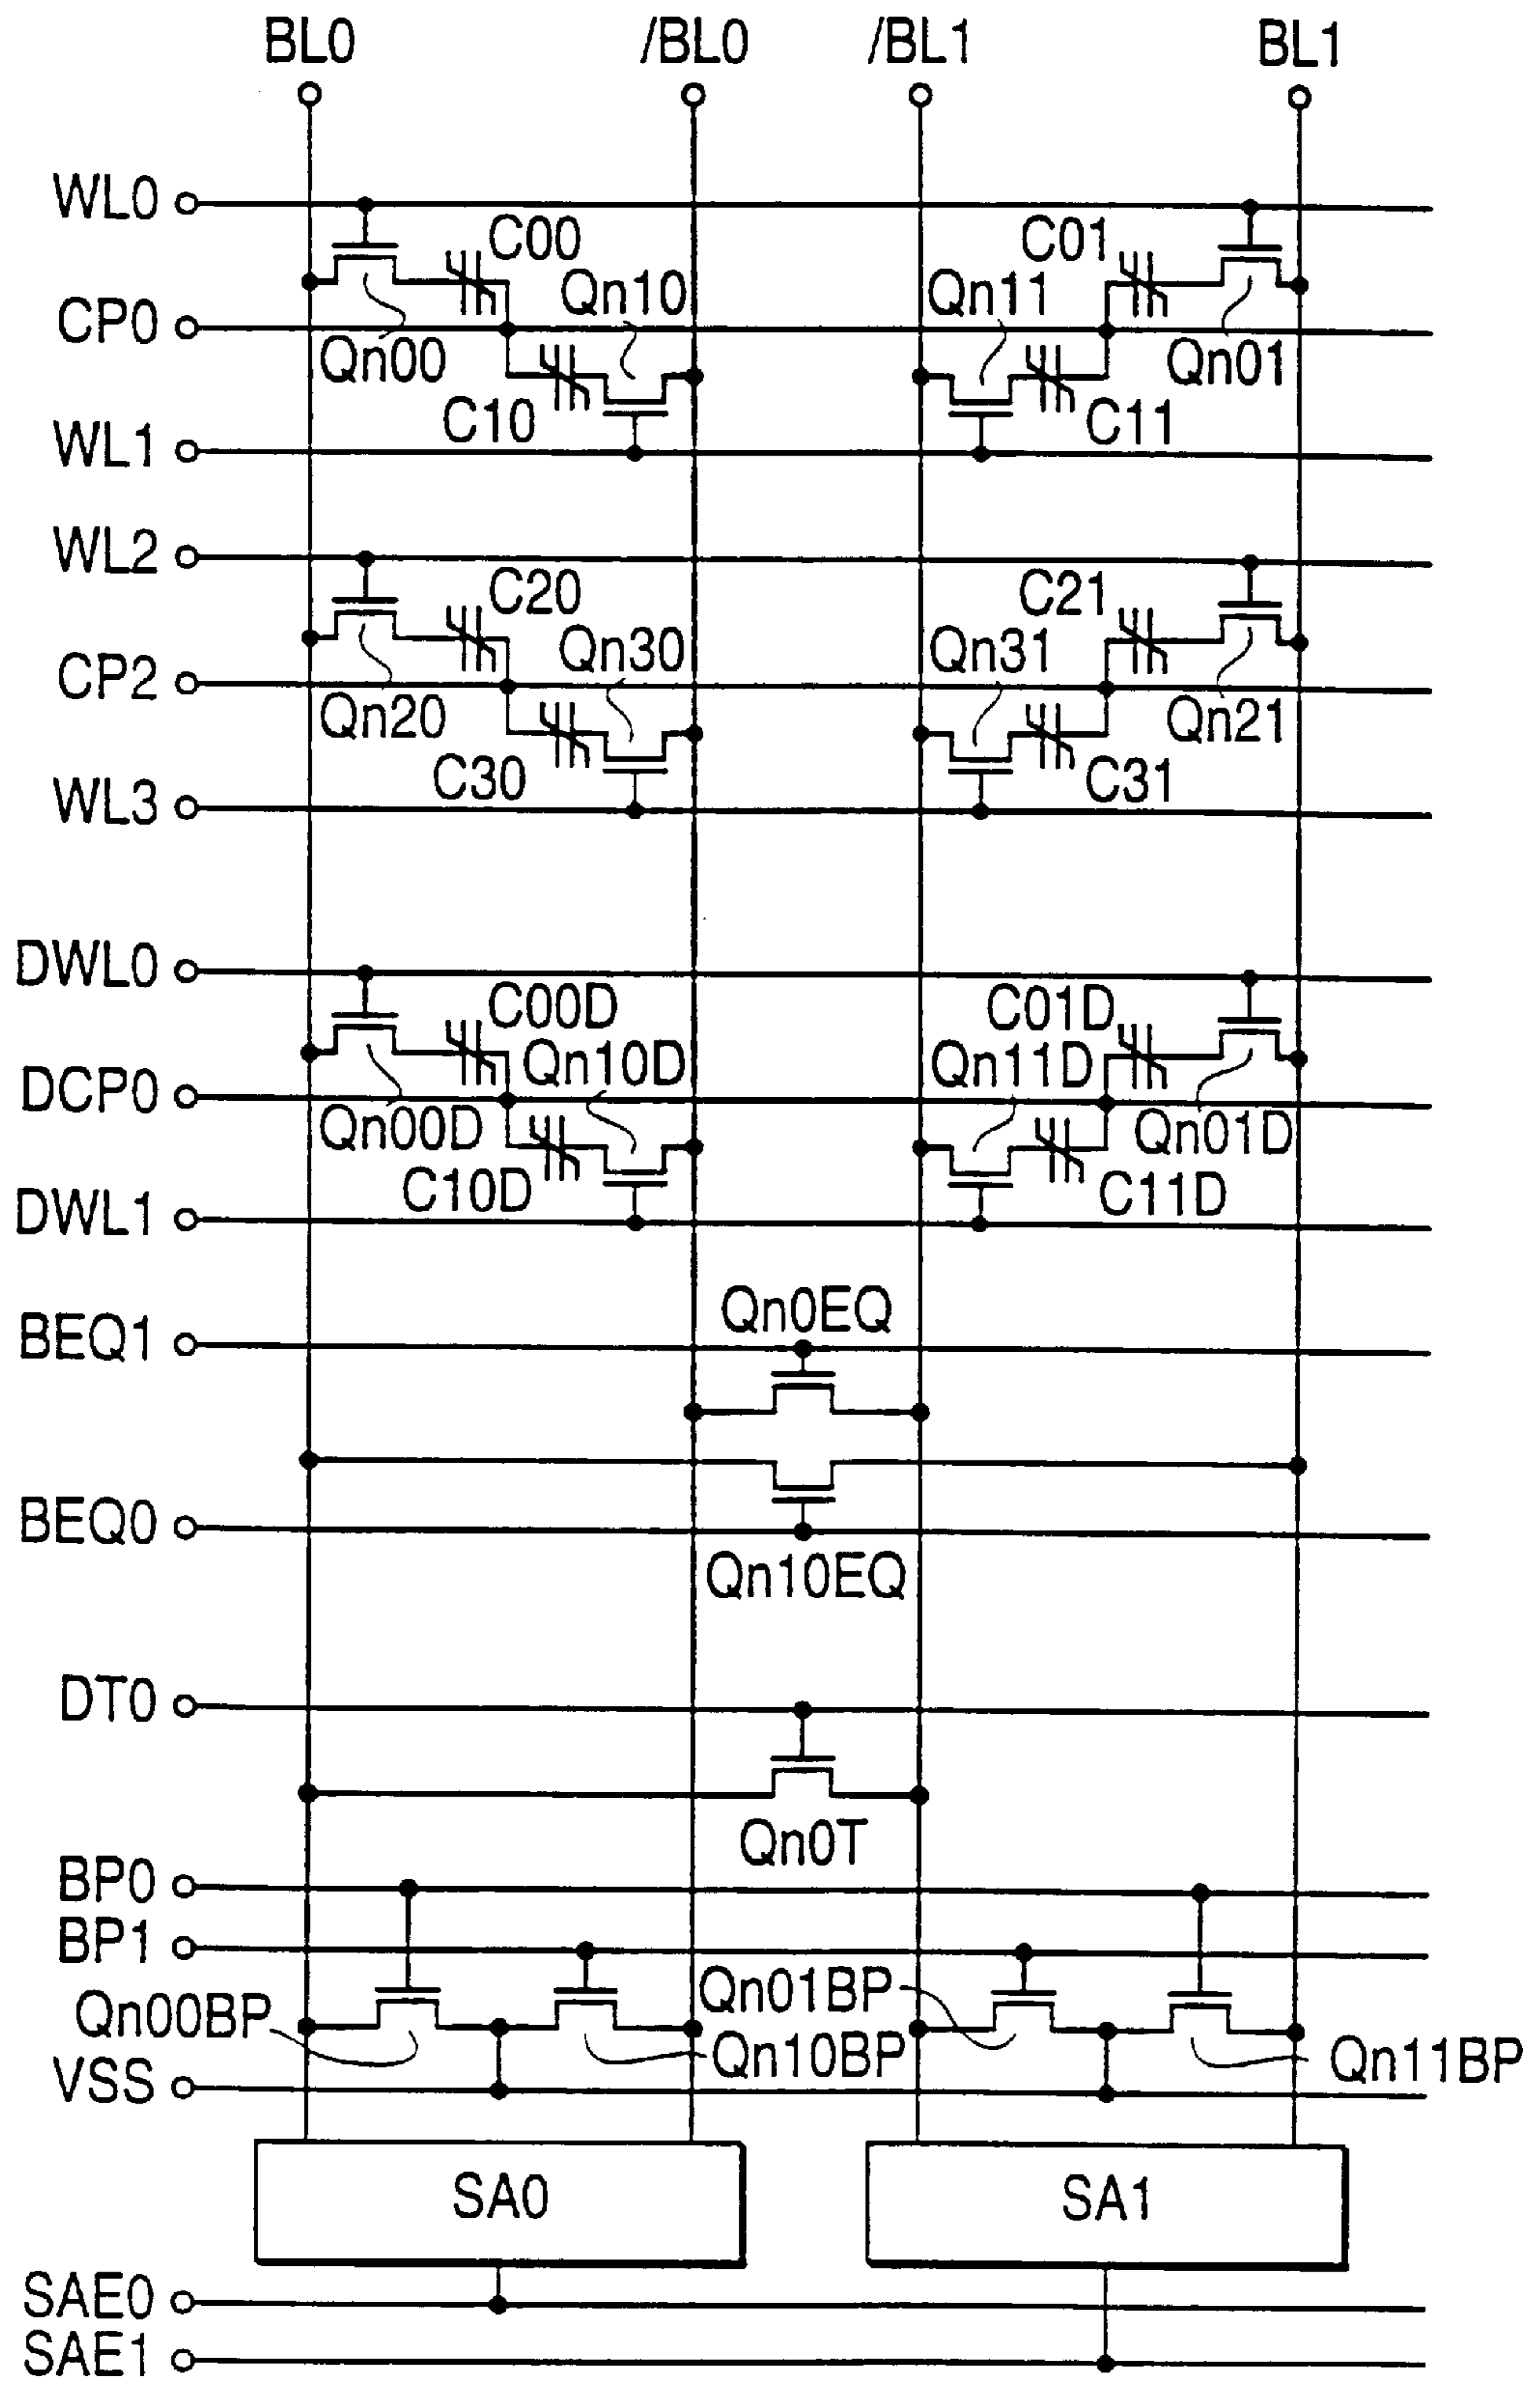 BL0 /BL0 /BL1 BL1
WL0
C00 C01
Qn10 Qn11
CP0
Qn00 Qn01
C10 C11
WL1
WL2
C20 C21
Qn30 Qn31
CP2
Qn20 Qn21
C30 C31
WL3
DWL0
C00D C01D
Qn10D Qn11D
DCP0
Qn00D Qn01D
C10D C11D
DWL1
Qn0EQ
BEQ1
BEQ0
Qn10EQ
DT0
Qn0T
BP0
BP1
Qn01BP
Qn00BP
Qn10BP Qn11BP
VSS
SA0 SA1
SAE0
SAE1